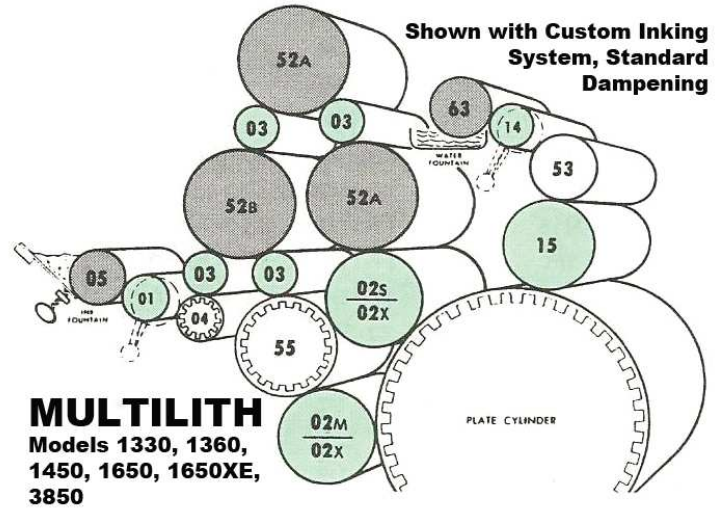 Shown with Custom Inking
System, Standard
Dampening
52A
63
03
03
14
WATER
FOUNTAIN
53
52B
52A
15
05
03
03
02S
02X
01
INK
FOUNTAIN
04
55
MULTILITH
Models 1330, 1360,
1450, 1650, 1650XE,
3850
02M
02X
PLATE CYLINDER